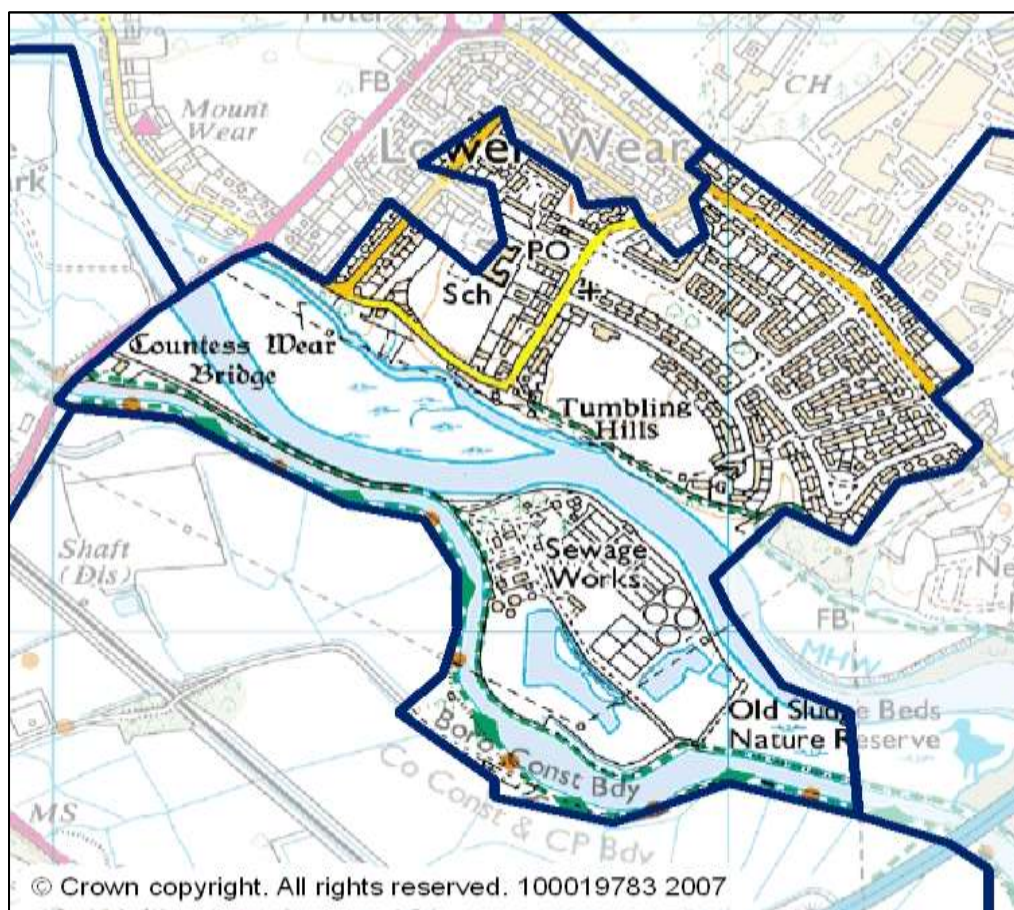 CH
FB
Mount
Wear
Lower Wear
ark
PO
Sch
Countess Wear
Bridge
Tumbling
Hills
Shaft
(Dis)
Sewage
Works
Ne
FB
MHW
Old Sludge Beds
Nature Reserve
Boro Const Bdy
Co Const & CP Bdy
MS
© Crown copyright. All rights reserved. 100019783 2007